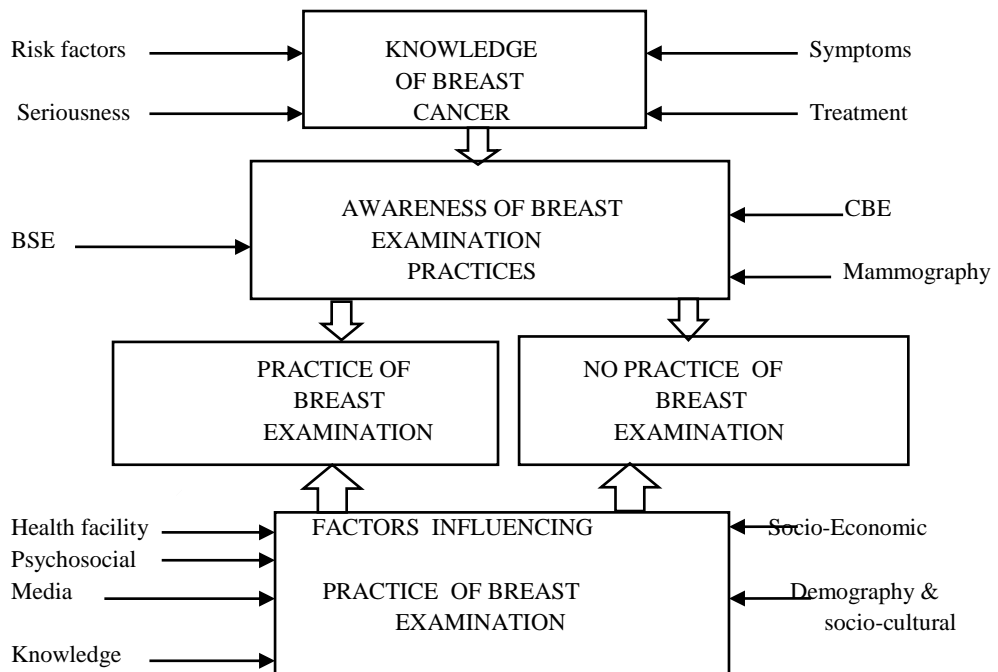 Risk factors
KNOWLEDGE
OF BREAST
CANCER
Symptoms
Seriousness
Treatment
AWARENESS OF BREAST
EXAMINATION
PRACTICES
CBE
BSE
Mammography
PRACTICE OF
BREAST
EXAMINATION
NO PRACTICE OF
BREAST
EXAMINATION
Health facility
Psychosocial
Media
Knowledge
FACTORS INFLUENCING
PRACTICE OF BREAST
EXAMINATION
Socio-Economic
Demography &
socio-cultural